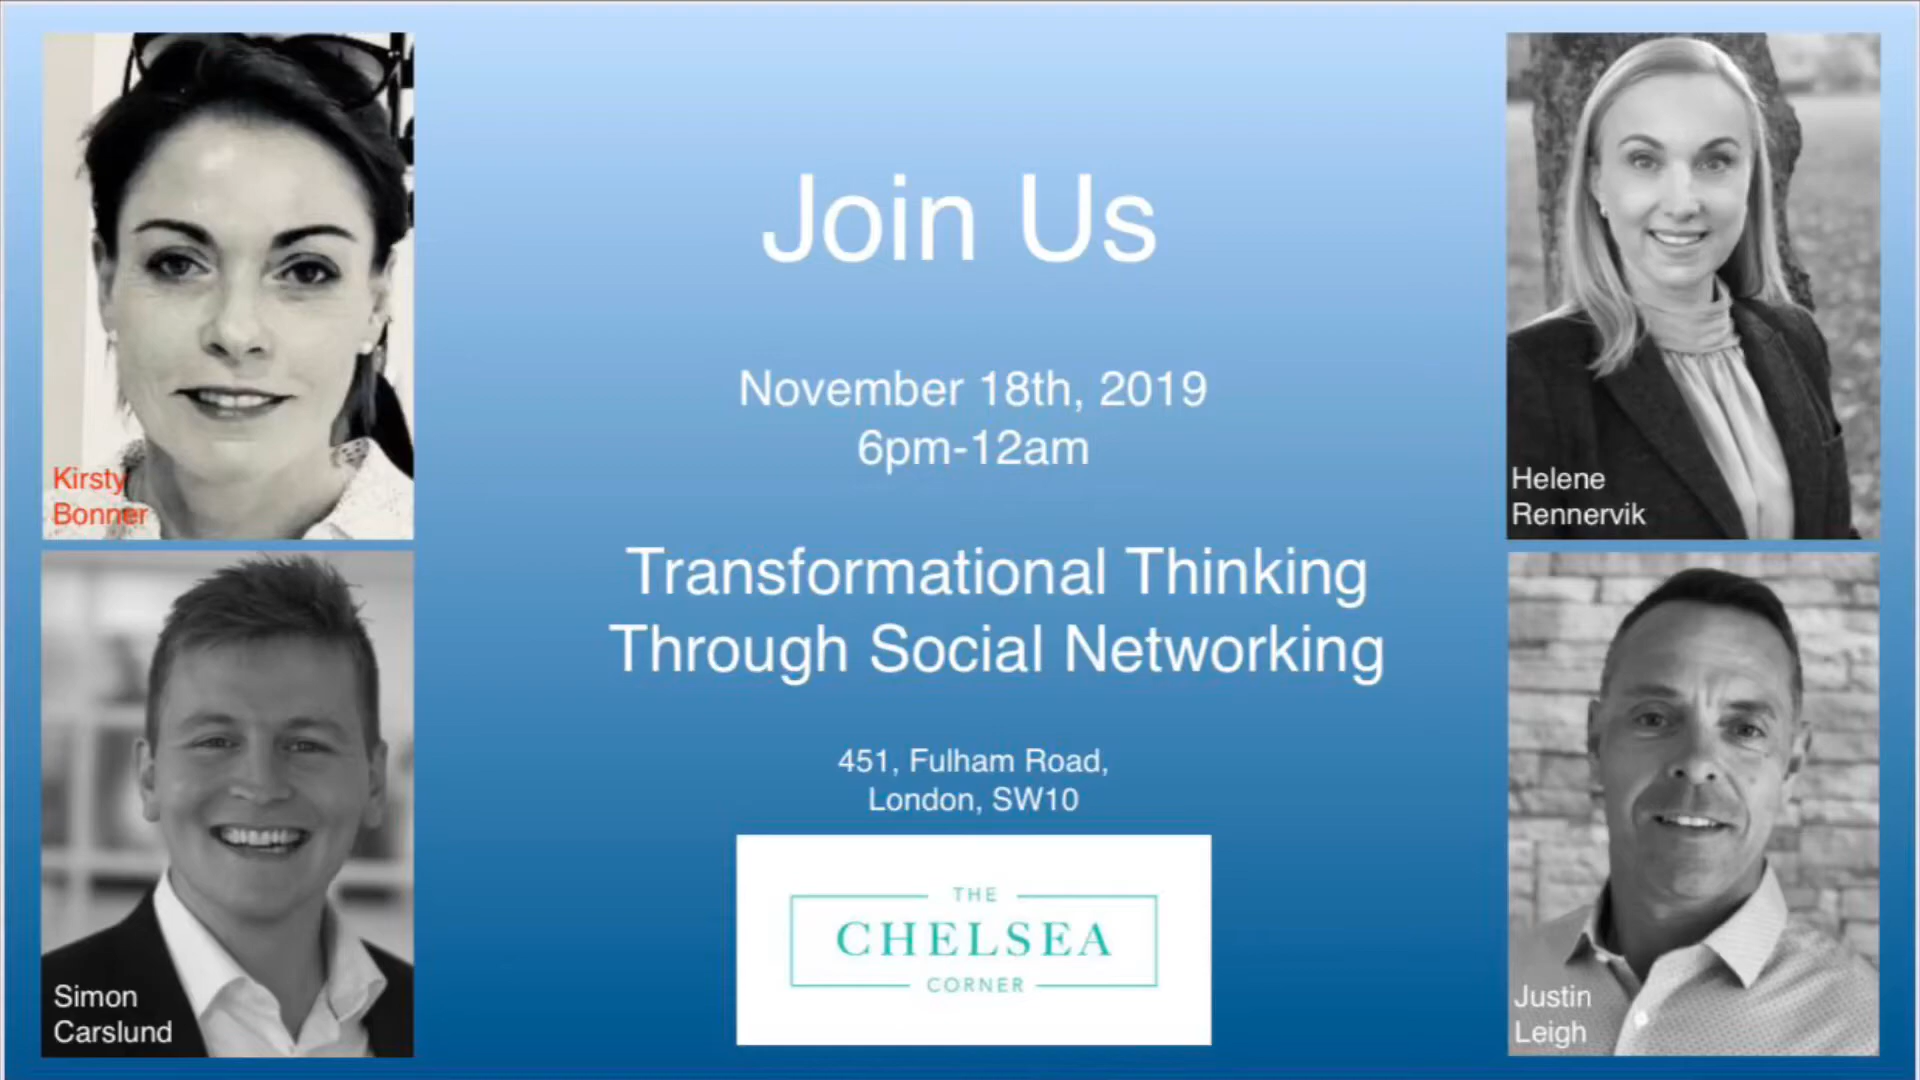 Join Us
November 18th, 2019
6pm-12am
Transformational Thinking
Through Social Networking
451, Fulham Road,
London, SW10
THE
CHELSEA
CORNER
Kirsty
Bonner
Helene
Rennervik
Simon
Carslund
Justin
Leigh